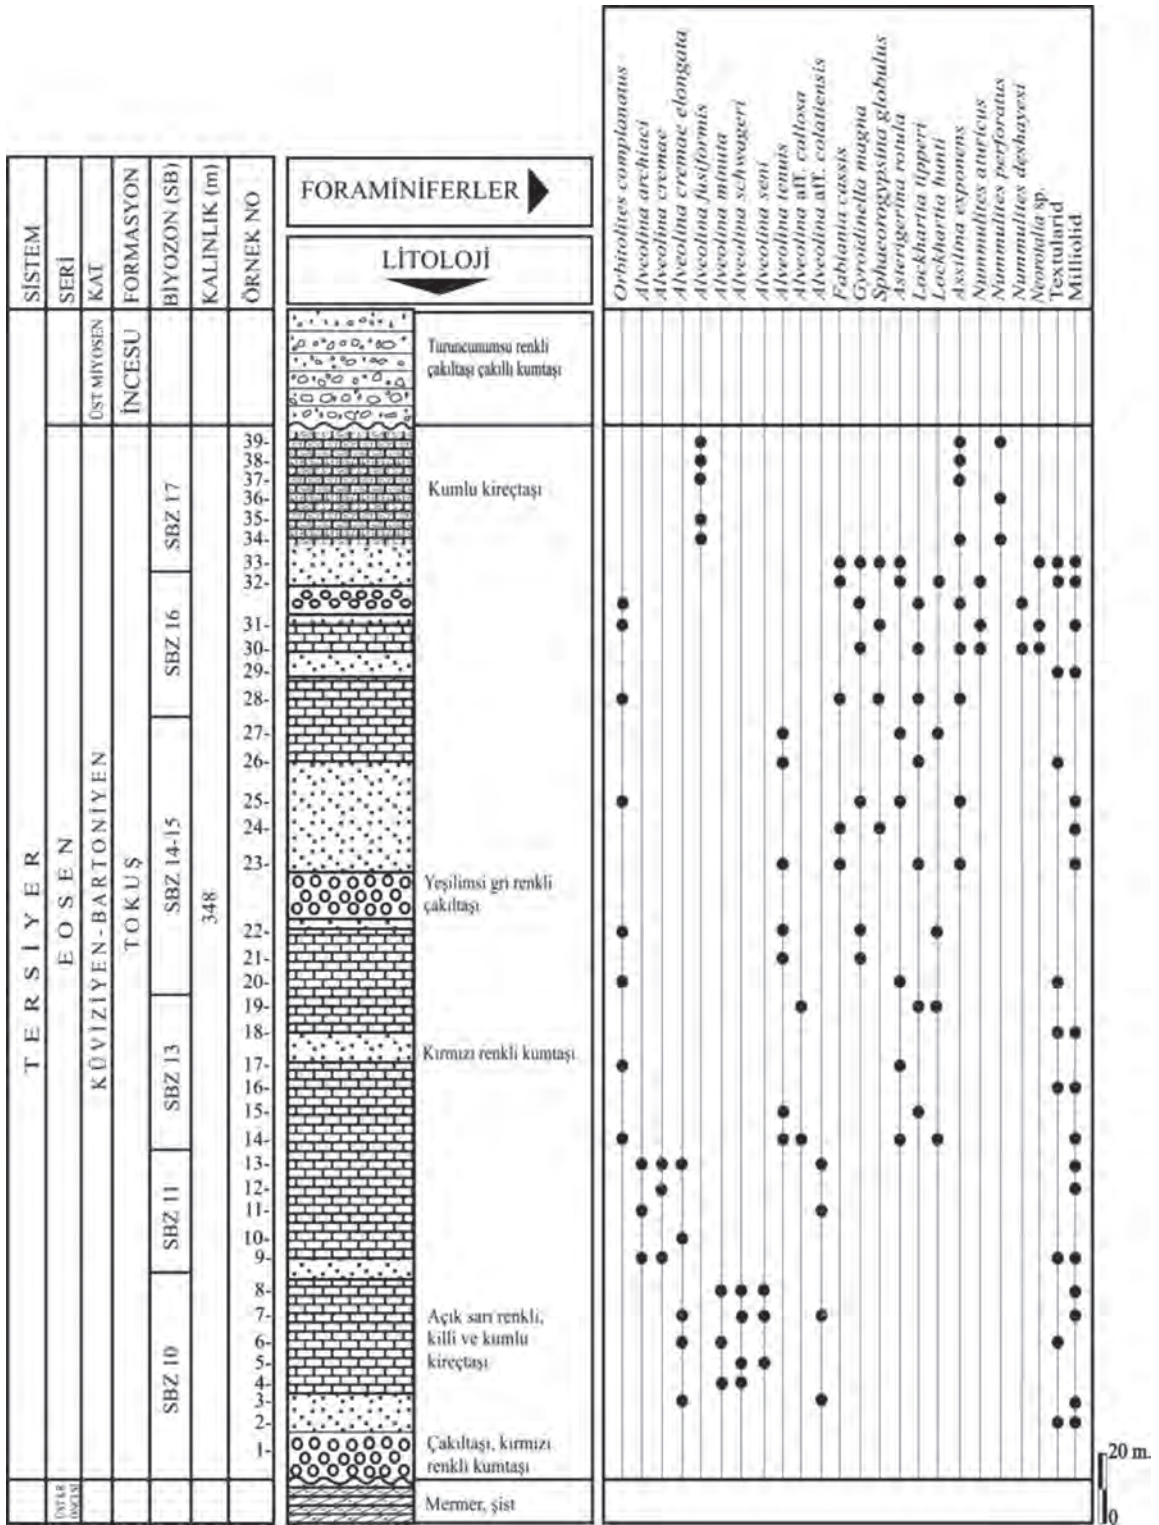 SİSTEM
SERİ
KAT
FORMASYON
BİYOZON (SB)
KALINLIK (m)
ÖRNEK NO
FORAMİNİFERLER
LİTOLOJİ
Orbitolites complanatus
Alveolina archiaci
Alveolina cremae
Alveolina cremae elongata
Alveolina fusiformis
Alveolina minuta
Alveolina schwageri
Alveolina seni
Alveolina tenuis
Alveolina aff. callosa
Alveolina aff. colatiensis
Fabiania cassis
Gyroidinella magna
Sphaerogypsina globulus
Asterigerina rotula
Lockhartia tipperi
Lockhartia hunti
Assilina exponens
Nummulites aturicus
Nummulites perforatus
Nummulites deshayesi
Neorotalia sp.
Textularid
Milliolid
TERSİYER
EOSEN
ÜST MİYOSEN
KÜVİZİYEN-BARTONİYEN
İNCESU
TOKUŞ
348
SBZ 17
SBZ 16
SBZ 14-15
SBZ 13
SBZ 11
SBZ 10
39-
38-
37-
36-
35-
34-
33-
32-
31-
30-
29-
28-
27-
26-
25-
24-
23-
22-
21-
20-
19-
18-
17-
16-
15-
14-
13-
12-
11-
10-
9-
8-
7-
6-
5-
4-
3-
2-
1-
Turuncunumsu renkli
çakıltaşı çakıllı kumtaşı
Kumlu kireçtaşı
Yeşilimsi gri renkli
çakıltaşı
Kırmızı renkli kumtaşı
Açık sarı renkli,
killi ve kumlu
kireçtaşı
Çakıltaşı, kırmızı
renkli kumtaşı
Mermer, şist
20 m.
0